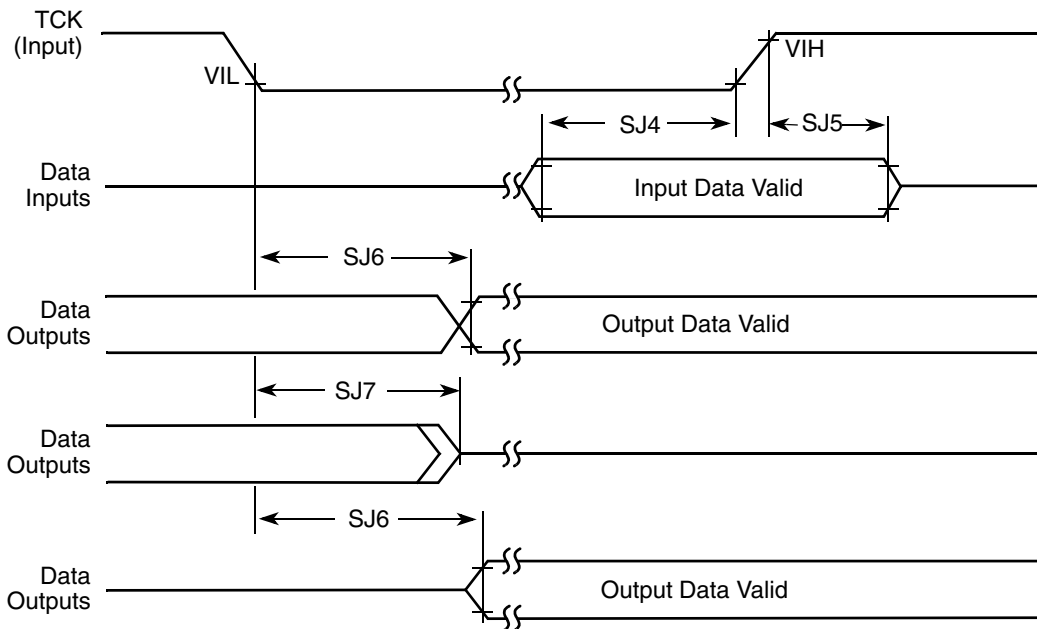 TCK
(Input)
VIL
VIH
SJ4
SJ5
Data
Inputs
Input Data Valid
SJ6
Data
Outputs
Output Data Valid
SJ7
Data
Outputs
SJ6
Data
Outputs
Output Data Valid